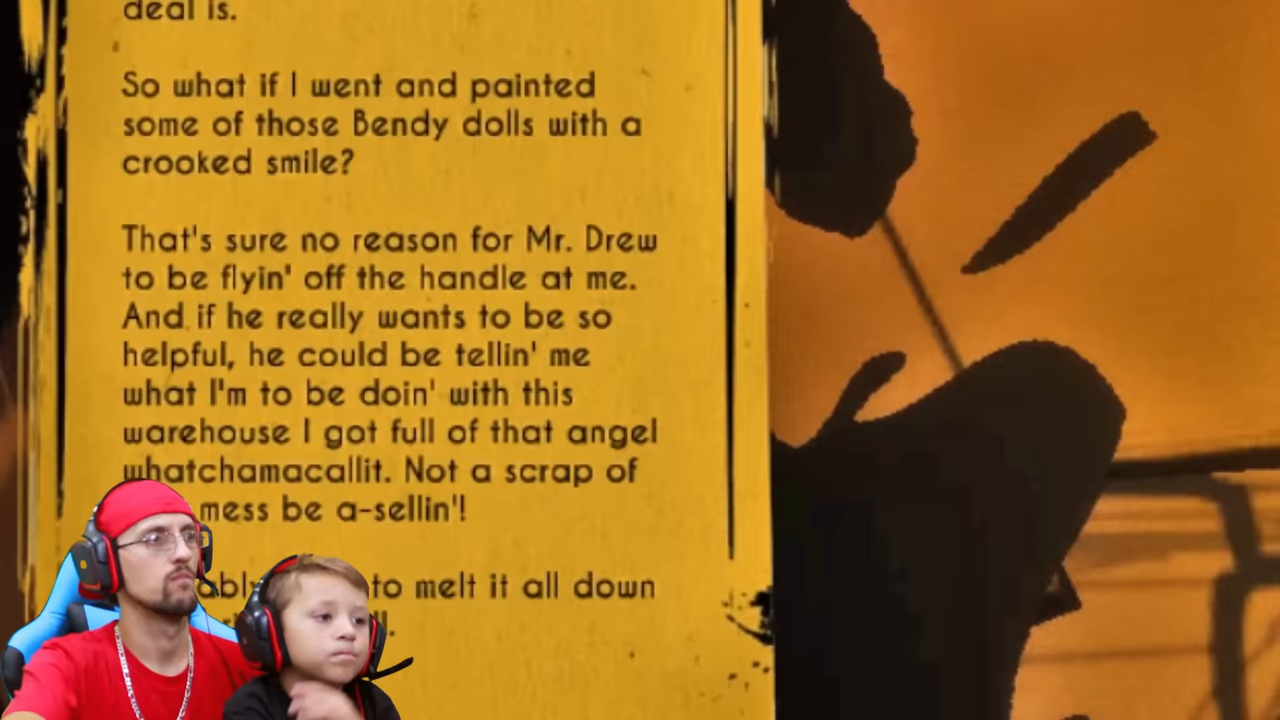 deal is.
So what if I went and painted
some of those Bendy dolls with a
crooked smile?
That's sure no reason for Mr. Drew
to be flyin' off the handle at me.
And if he really wants to be so
helpful, he could be tellin' me
what I'm to be doin' with this
warehouse I got full of that angel
whatchamacallit. Not a scrap of
mess be a-sellin'!
to melt it all down